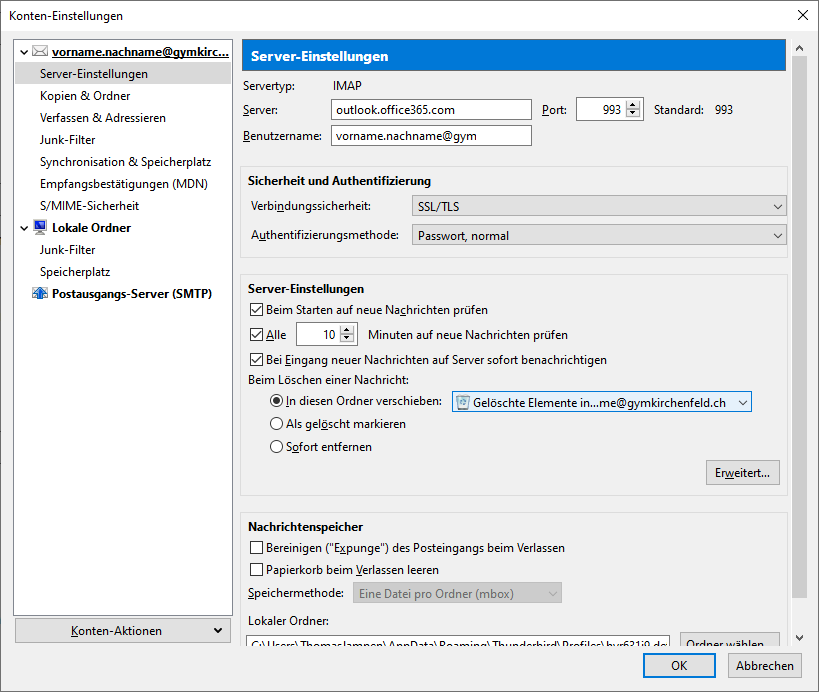 Konten-Einstellungen
vorname.nachname@gymkirc...
Server-Einstellungen
Kopien & Ordner
Verfassen & Adressieren
Junk-Filter
Synchronisation & Speicherplatz
Empfangsbestätigungen (MDN)
S/MIME-Sicherheit
Lokale Ordner
Junk-Filter
Speicherplatz
Postausgangs-Server (SMTP)
Konten-Aktionen
Server-Einstellungen
Servertyp: IMAP
Server: outlook.office365.com Port: 993 Standard: 993
Benutzername: vorname.nachname@gym
Sicherheit und Authentifizierung
Verbindungssicherheit: SSL/TLS
Authentifizierungsmethode: Passwort, normal
Server-Einstellungen
Beim Starten auf neue Nachrichten prüfen
Alle 10 Minuten auf neue Nachrichten prüfen
Bei Eingang neuer Nachrichten auf Server sofort benachrichtigen
Beim Löschen einer Nachricht:
In diesen Ordner verschieben: Gelöschte Elemente in...me@gymkirchenfeld.ch
Als gelöscht markieren
Sofort entfernen
Erweitert...
Nachrichtenspeicher
Bereinigen ("Expunge") des Posteingangs beim Verlassen
Papierkorb beim Verlassen leeren
Speichermethode: Eine Datei pro Ordner (mbox)
Lokaler Ordner:
C:\Users\ThomasJampen\AppData\Roaming\Thunderbird\Profiles\ Ordner wählen...
OK Abbrechen